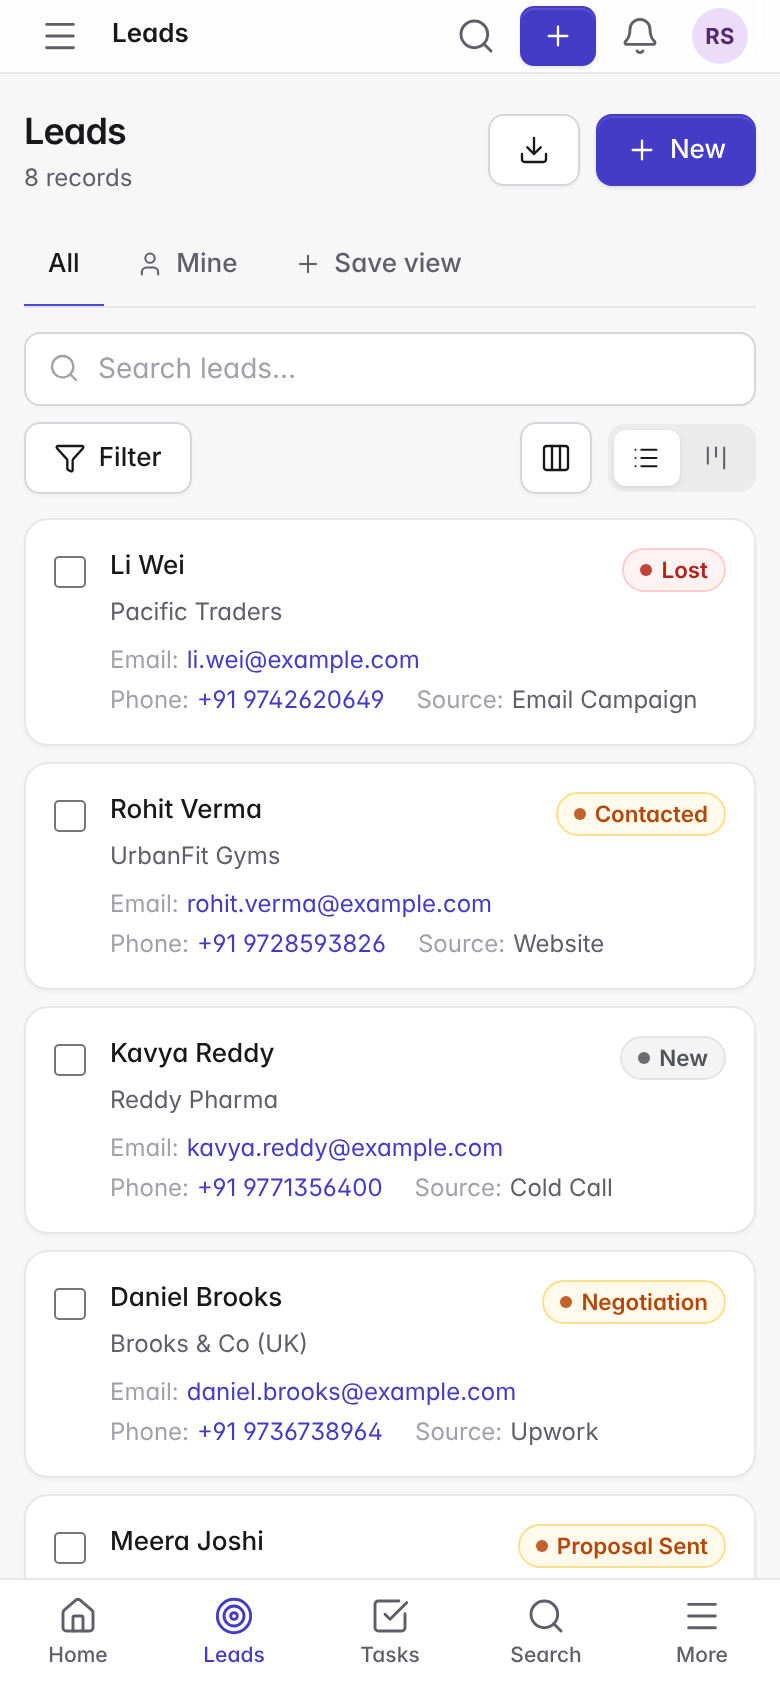 Leads
RS
Leads
8 records
New
All
Mine
Save view
Search leads...
Filter
Li Wei
Lost
Pacific Traders
Email: li.wei@example.com
Phone: +91 9742620649 Source: Email Campaign
Rohit Verma
Contacted
UrbanFit Gyms
Email: rohit.verma@example.com
Phone: +91 9728593826 Source: Website
Kavya Reddy
New
Reddy Pharma
Email: kavya.reddy@example.com
Phone: +91 9771356400 Source: Cold Call
Daniel Brooks
Negotiation
Brooks & Co (UK)
Email: daniel.brooks@example.com
Phone: +91 9736738964 Source: Upwork
Meera Joshi
Proposal Sent
Home
Leads
Tasks
Search
More